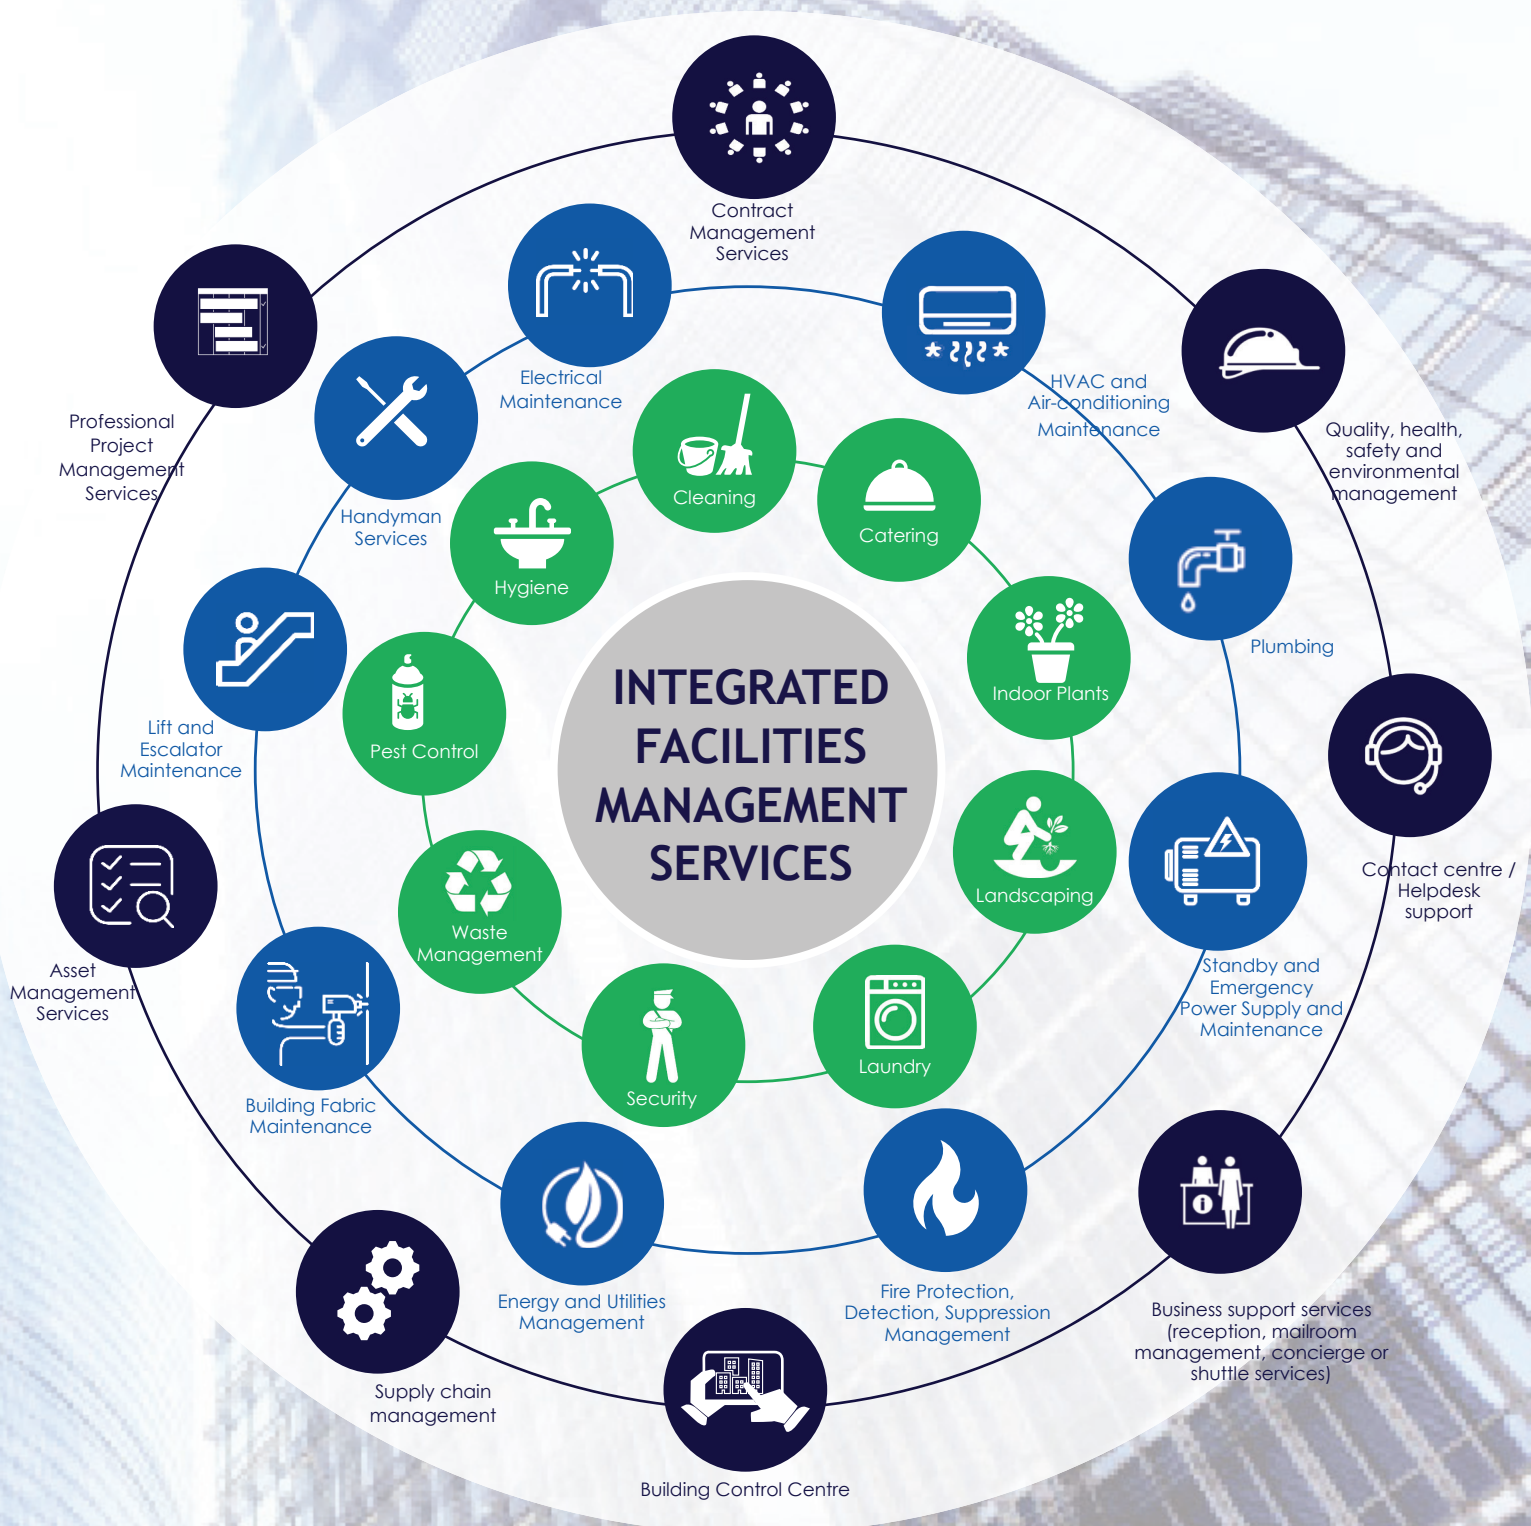 INTEGRATED
FACILITIES
MANAGEMENT
SERVICES
Contract
Management
Services
Quality, health,
safety and
environmental
management
Contact centre /
Helpdesk
support
Business support services
(reception, mailroom
management, concierge or
shuttle services)
Building Control Centre
Supply chain
management
Asset
Management
Services
Professional
Project
Management
Services
Electrical
Maintenance
HVAC and
Air-conditioning
Maintenance
Plumbing
Standby and
Emergency
Power Supply and
Maintenance
Fire Protection,
Detection, Suppression
Management
Energy and Utilities
Management
Building Fabric
Maintenance
Lift and
Escalator
Maintenance
Handyman
Services
Cleaning
Catering
Indoor Plants
Landscaping
Laundry
Security
Waste
Management
Pest Control
Hygiene